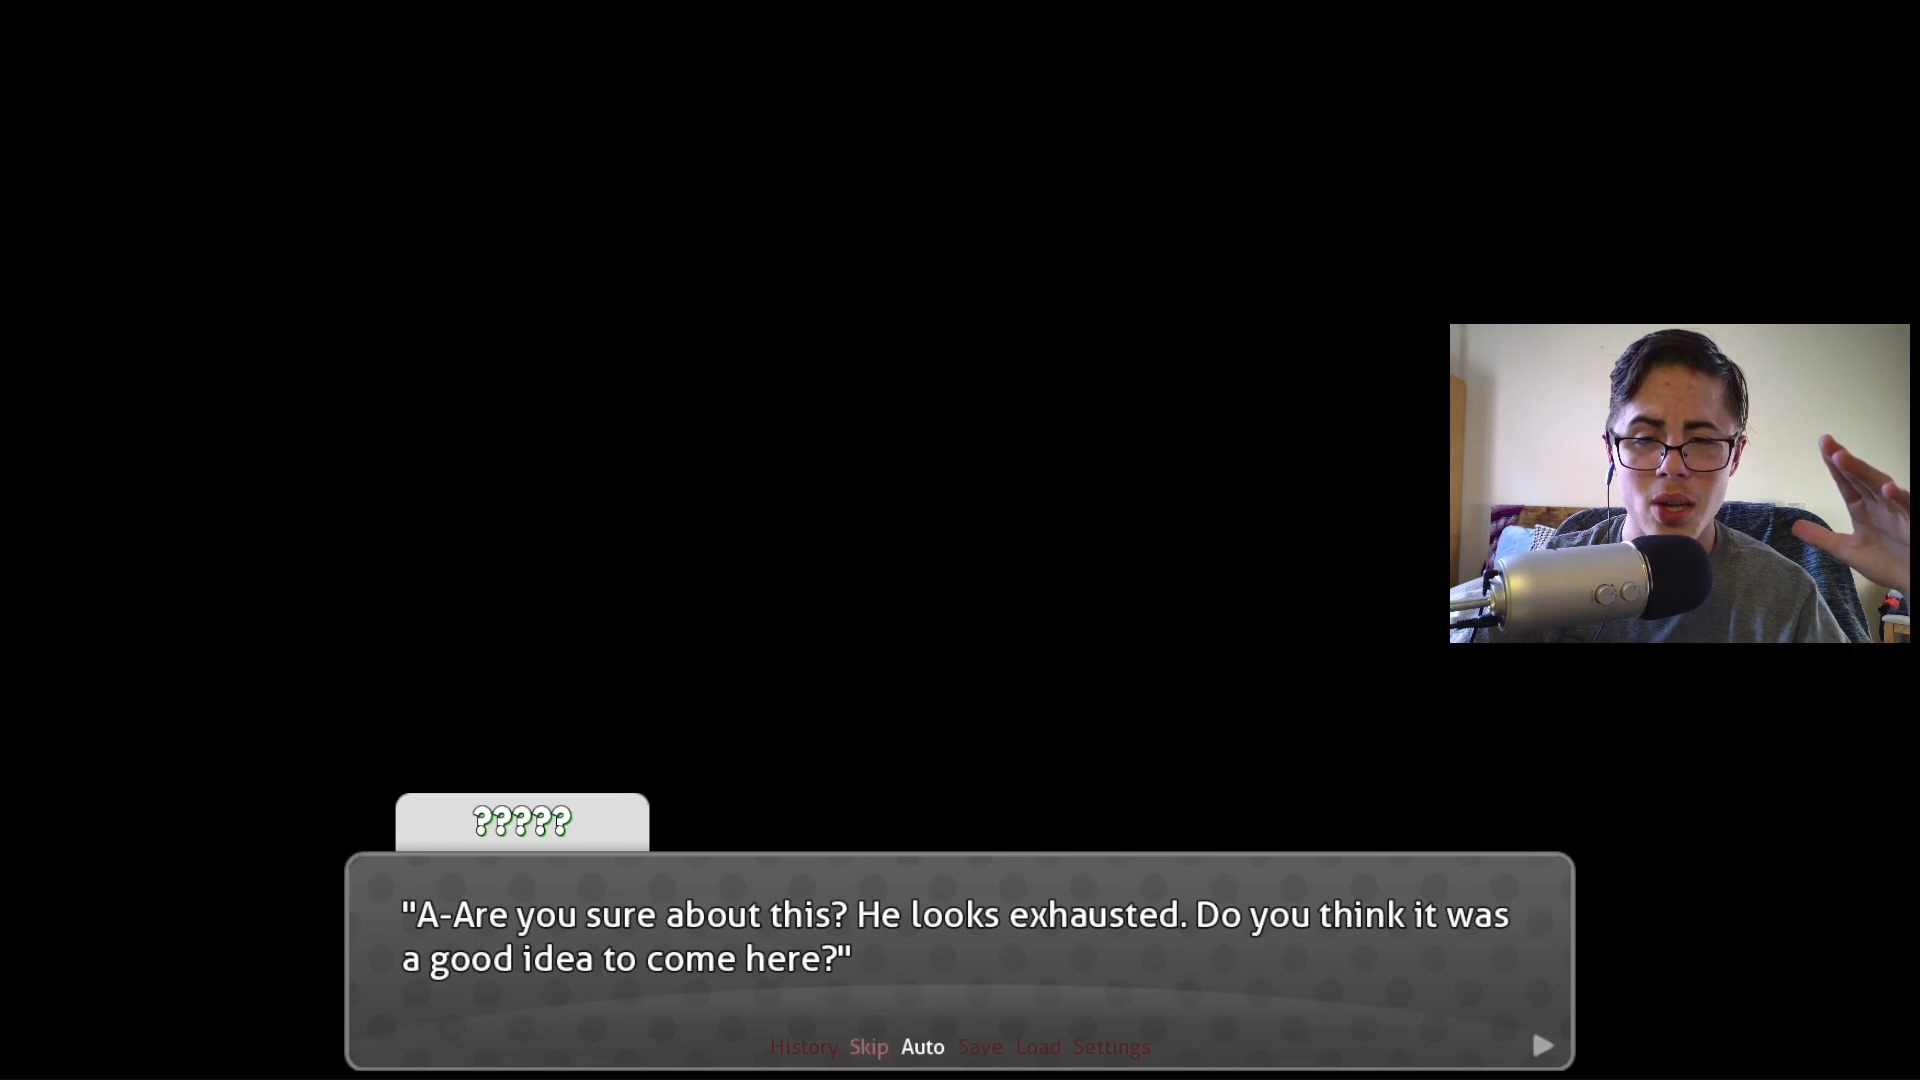 ?????
"A-Are you sure about this? He looks exhausted. Do you think it was
a good idea to come here?"
History Skip Auto Save Load Settings